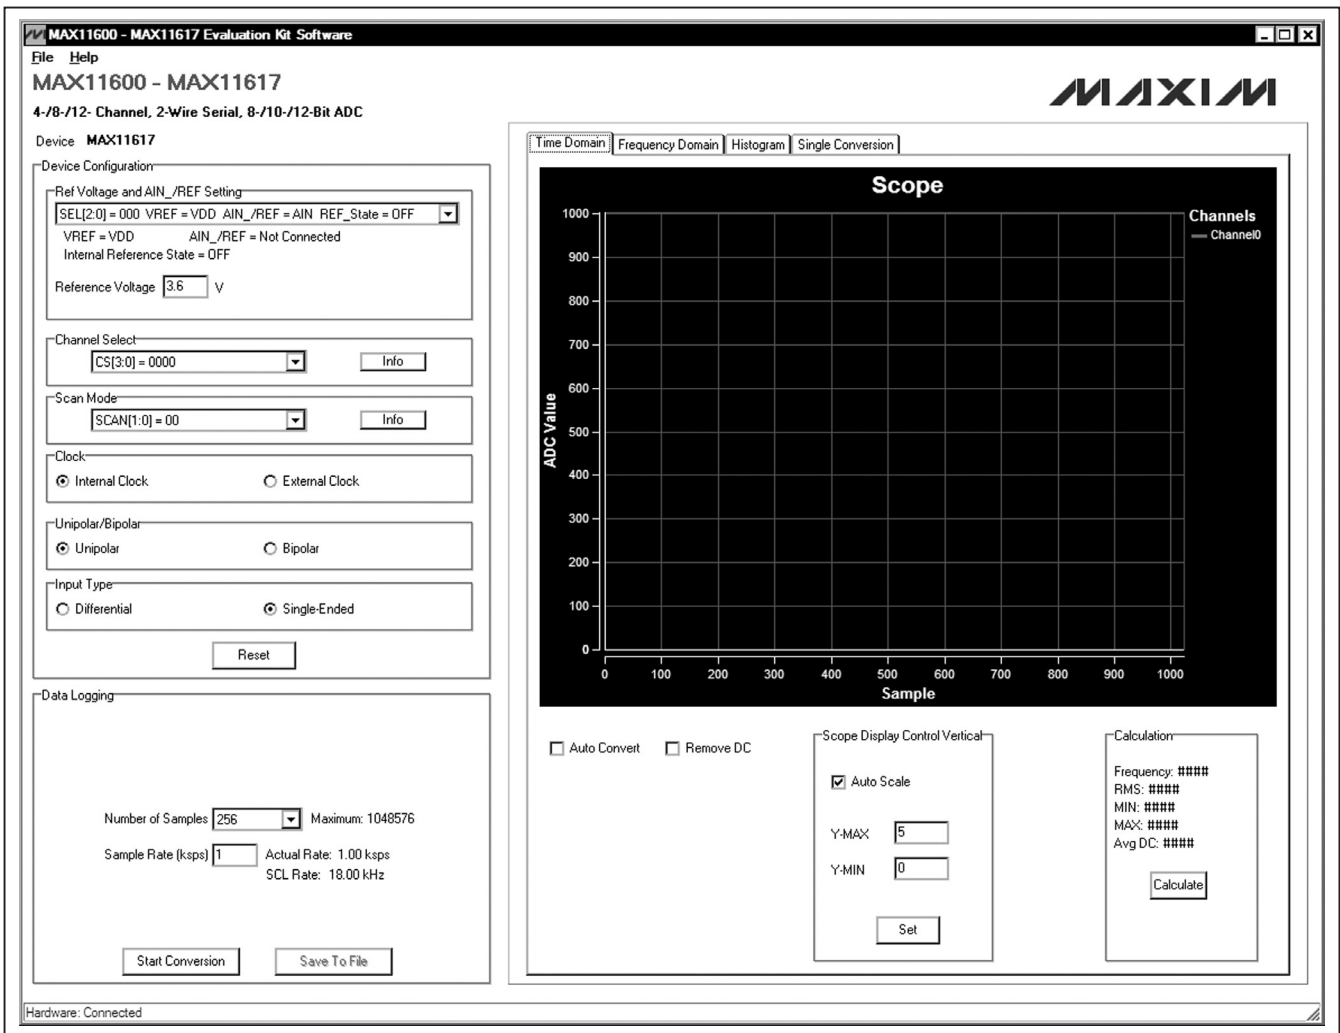 MAX11600 - MAX11617 Evaluation Kit Software
File Help
MAX11600 - MAX11617
MAXIM
4-/8-/12- Channel, 2-Wire Serial, 8-/10-/12-Bit ADC
Device MAX11617
Device Configuration
Ref Voltage and AIN_/REF Setting
SEL[2:0] = 000 VREF = VDD AIN_/REF = AIN REF_State = OFF
VREF = VDD AIN_/REF = Not Connected
Internal Reference State = OFF
Reference Voltage 3.6 V
Channel Select
CS[3:0] = 0000 Info
Scan Mode
SCAN[1:0] = 00 Info
Clock
Internal Clock External Clock
Unipolar/Bipolar
Unipolar Bipolar
Input Type
Differential Single-Ended
Reset
Data Logging
Number of Samples 256 Maximum: 1048576
Sample Rate (ksps) 1 Actual Rate: 1.00 ksps
SCL Rate: 18.00 kHz
Start Conversion Save To File
Time Domain Frequency Domain Histogram Single Conversion
Scope
Channels
Channel0
ADC Value
1000
900
800
700
600
500
400
300
200
100
0
0 100 200 300 400 500 600 700 800 900 1000
Sample
Auto Convert Remove DC
Scope Display Control Vertical
Auto Scale
Y-MAX 5
Y-MIN 0
Set
Calculation
Frequency: ####
RMS: ####
MIN: ####
MAX: ####
Avg DC: ####
Calculate
Hardware: Connected